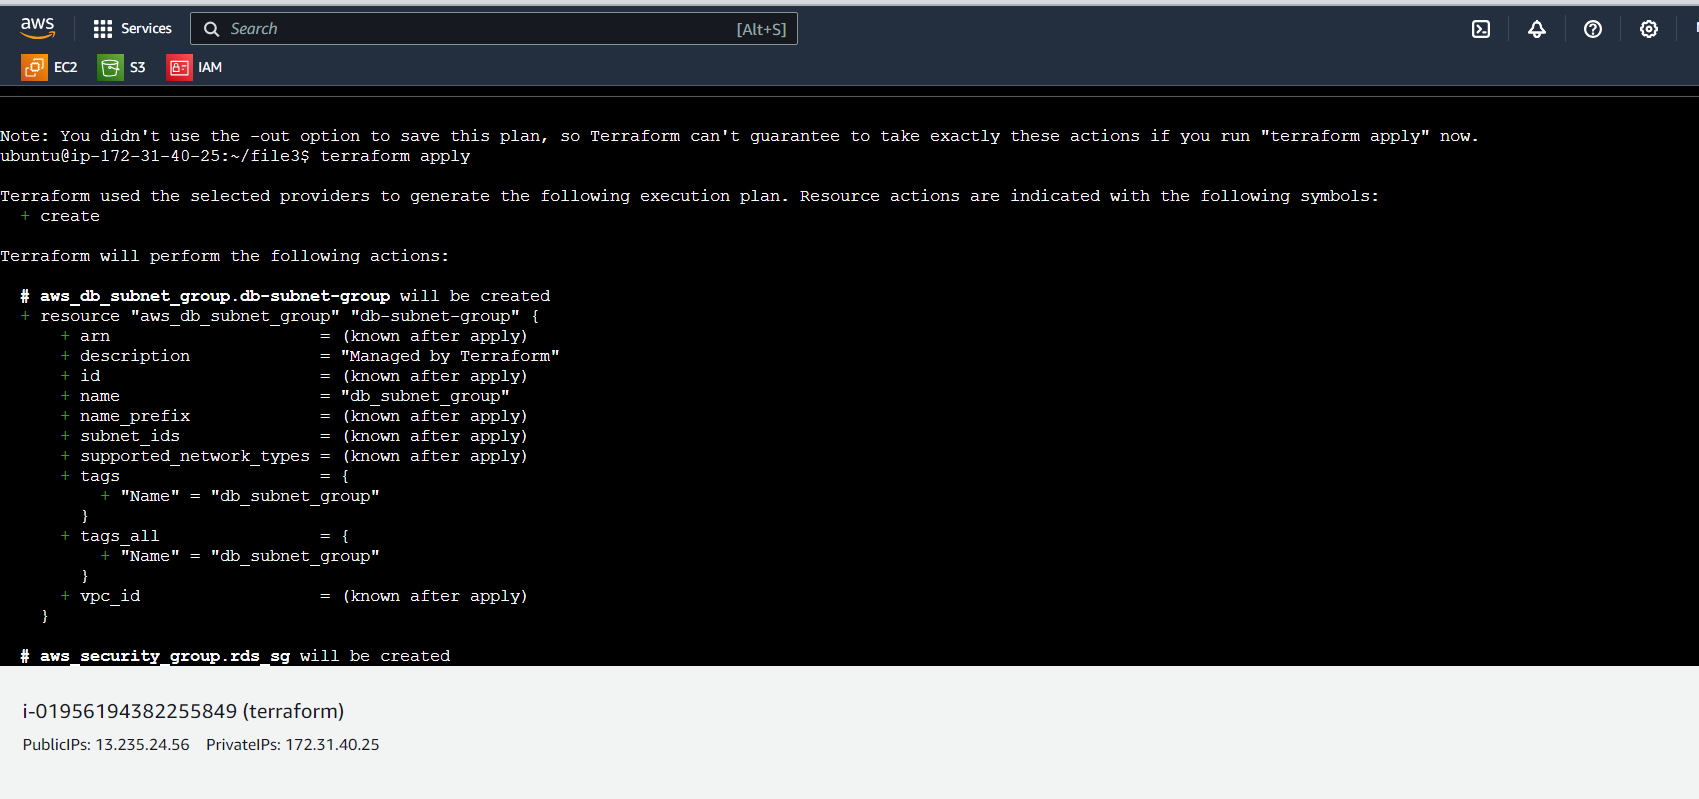 aws Services Search [Alt+S]
EC2 S3 IAM
Note: You didn't use the -out option to save this plan, so Terraform can't guarantee to take exactly these actions if you run "terraform apply" now.
ubuntu@ip-172-31-40-25:~/file3$ terraform apply
Terraform used the selected providers to generate the following execution plan. Resource actions are indicated with the following symbols:
+ create
Terraform will perform the following actions:
# aws_db_subnet_group.db-subnet-group will be created
+ resource "aws_db_subnet_group" "db-subnet-group" {
+ arn = (known after apply)
+ description = "Managed by Terraform"
+ id = (known after apply)
+ name = "db_subnet_group"
+ name_prefix = (known after apply)
+ subnet_ids = (known after apply)
+ supported_network_types = (known after apply)
+ tags = {
+ "Name" = "db_subnet_group"
}
+ tags_all = {
+ "Name" = "db_subnet_group"
}
+ vpc_id = (known after apply)
}
# aws_security_group.rds_sg will be created
i-01956194382255849 (terraform)
PublicIPs: 13.235.24.56 PrivateIPs: 172.31.40.25